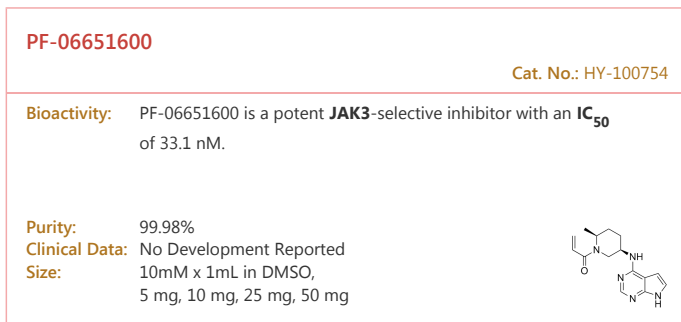 PF-06651600
Cat. No.: HY-100754
Bioactivity: PF-06651600 is a potent JAK3-selective inhibitor with an IC50
of 33.1 nM.
Purity: 99.98%
Clinical Data: No Development Reported
Size: 10mM x 1mL in DMSO,
5 mg, 10 mg, 25 mg, 50 mg
N
NH
O
N
N
N
H